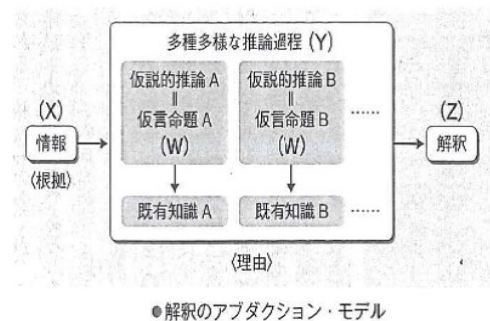 多種多様な推論過程 (Y)
仮説的推論 A
||
仮言命題 A
(W)
既有知識 A
仮説的推論 B
||
仮言命題 B
(W)
既有知識 B
……
……
(X)
情報
〈根拠〉
(Z)
解釈
〈理由〉
●解釈のアブダクション・モデル